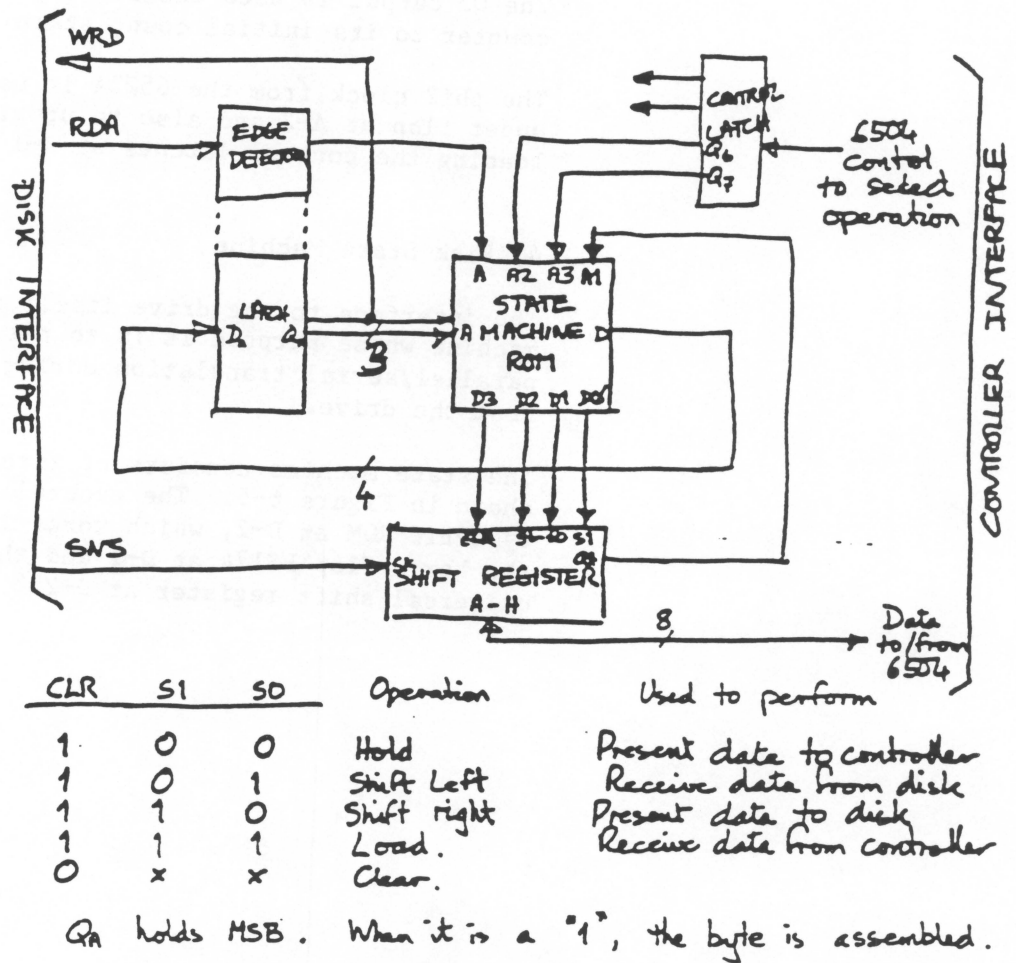 WRD
RDA
EDGE
DETECTOR
CONTROL
LATCH
Q6
Q7
6504
Control
to select
operation
DISK INTERFACE
CONTROLLER INTERFACE
LATCH
D Q
3
A A2 A3 A1
A STATE MACHINE ROM D
D3 D2 D1 D0
4
SNS
CLR SL S0 S1
QA
SR SHIFT REGISTER
A-H
8
Data
to/from
6504
CLR S1 S0 Operation Used to perform
1 0 0 Hold Present data to controller
1 0 1 Shift Left Receive data from disk
1 1 0 Shift right Present data to disk
1 1 1 Load. Receive data from controller
0 x x Clear.
QA holds MSB. When it is a "1", the byte is assembled.